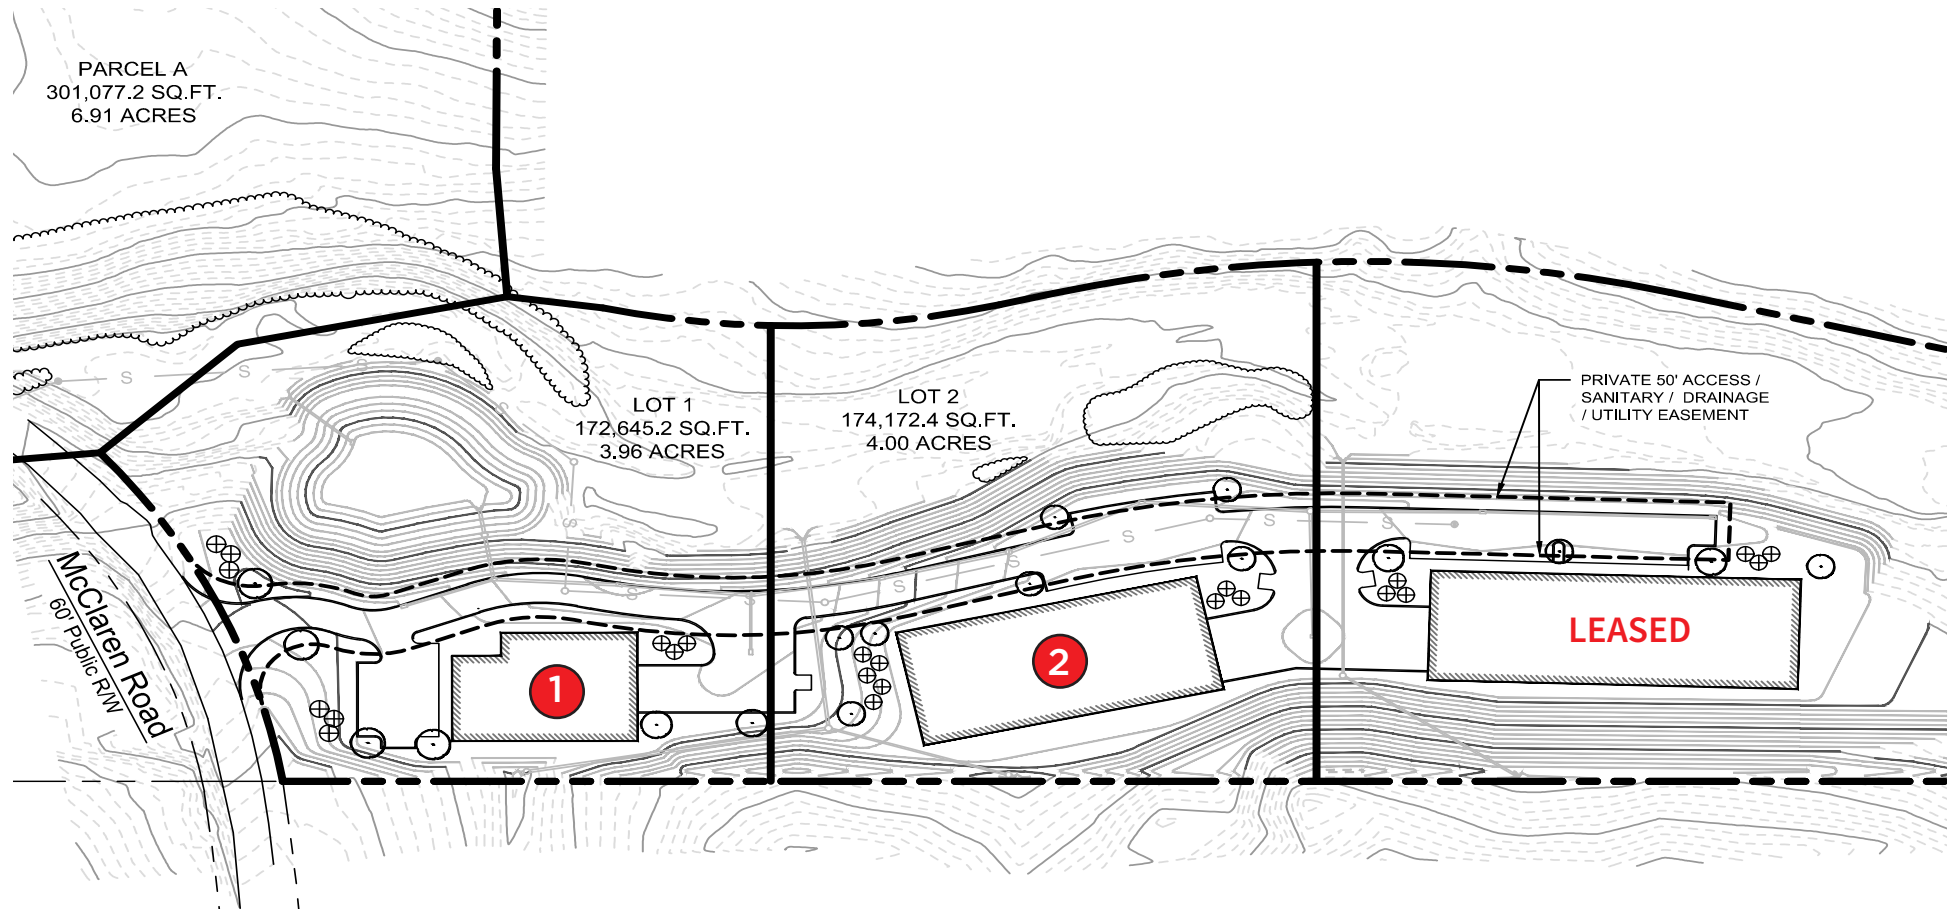 PARCEL A
301,077.2 SQ.FT.
6.91 ACRES
LOT 1
172,645.2 SQ.FT.
3.96 ACRES
LOT 2
174,172.4 SQ.FT.
4.00 ACRES
PRIVATE 50' ACCESS /
SANITARY / DRAINAGE
/ UTILITY EASEMENT
S
S
S
S
S
S
S
S
McClaren Road
60' Public R/W
1
2
LEASED